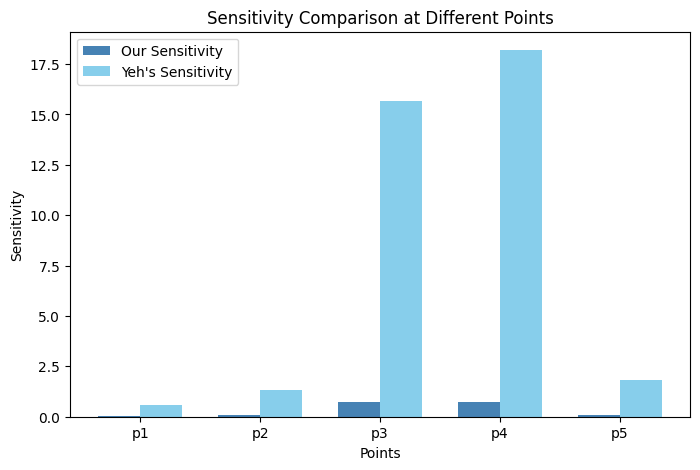 Sensitivity Comparison at Different Points
Our Sensitivity
Yeh's Sensitivity
Sensitivity
17.5
15.0
12.5
10.0
7.5
5.0
2.5
0.0
p1 p2 p3 p4 p5
Points